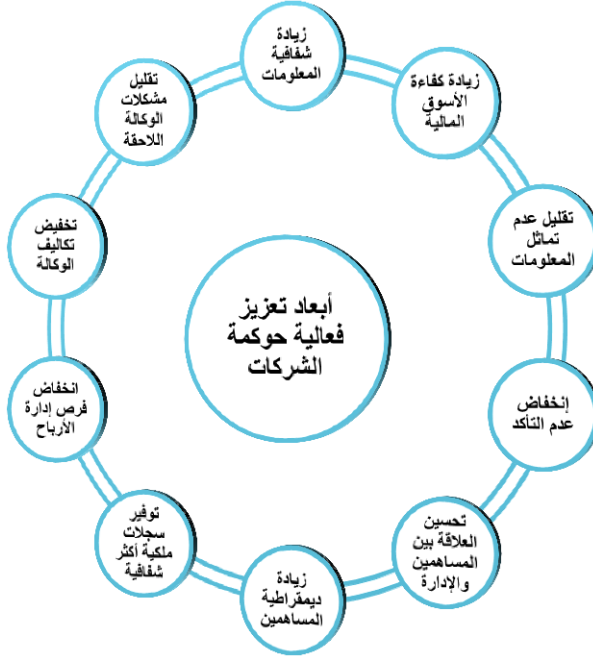 زيادة
شفافية
المعلومات
زيادة كفاءة
الأسوق
المالية
تقليل عدم
تماثل
المعلومات
إنخفاض
عدم التأكد
تحسين
العلاقة بين
المساهمين
والإدارة
زيادة
ديمقراطية
المساهمين
توفير
سجلات
ملكية أكثر
شفافية
انخفاض
فرص إدارة
الأرباح
تخفيض
تكاليف
الوكالة
تقليل
مشكلات
الوكالة
اللاحقة
أبعاد تعزيز
فعالية حوكمة
الشركات